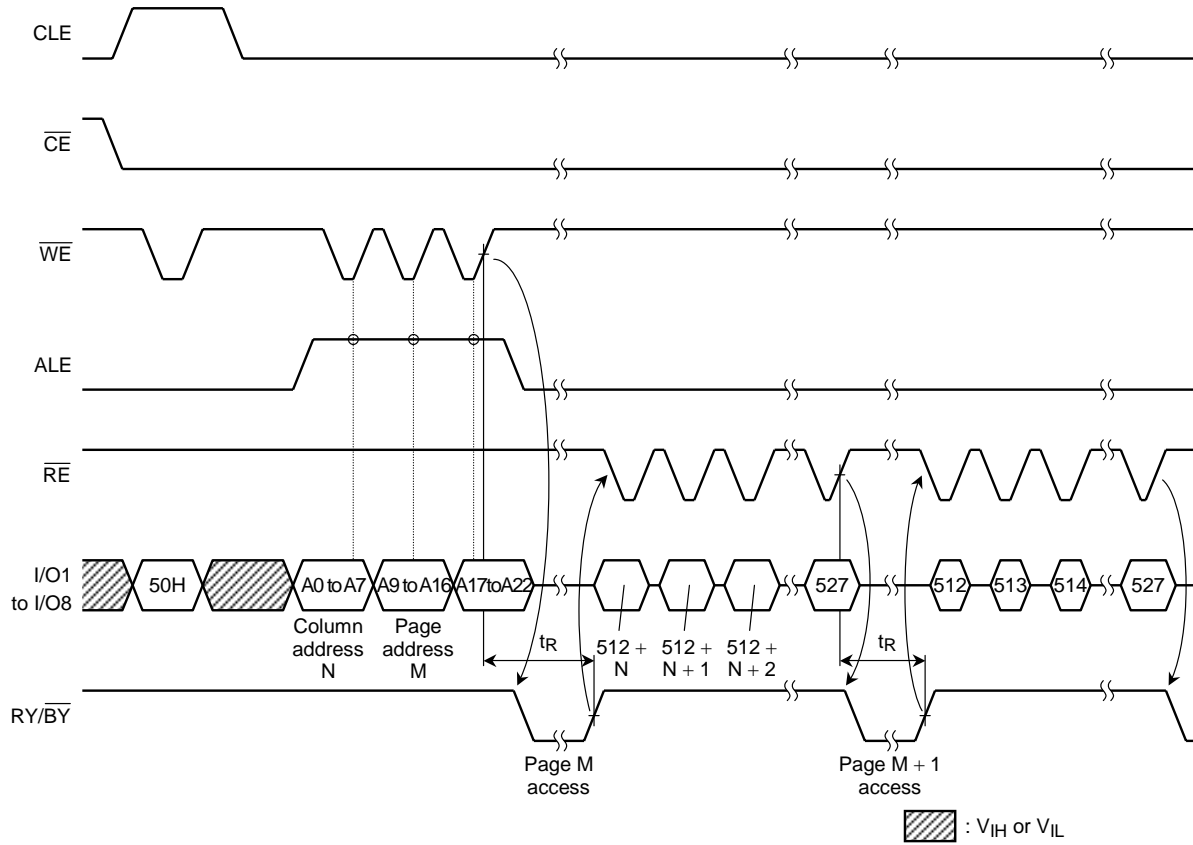 CLE
CE
WE
ALE
RE
I/O1
to I/O8
50H
A0 to A7
A9 to A16
A17 to A22
527
512
513
514
527
Column
address
N
Page
address
M
tR
512 +
N
512 +
N + 1
512 +
N + 2
tR
RY/BY
Page M
access
Page M + 1
access
: VIH or VIL